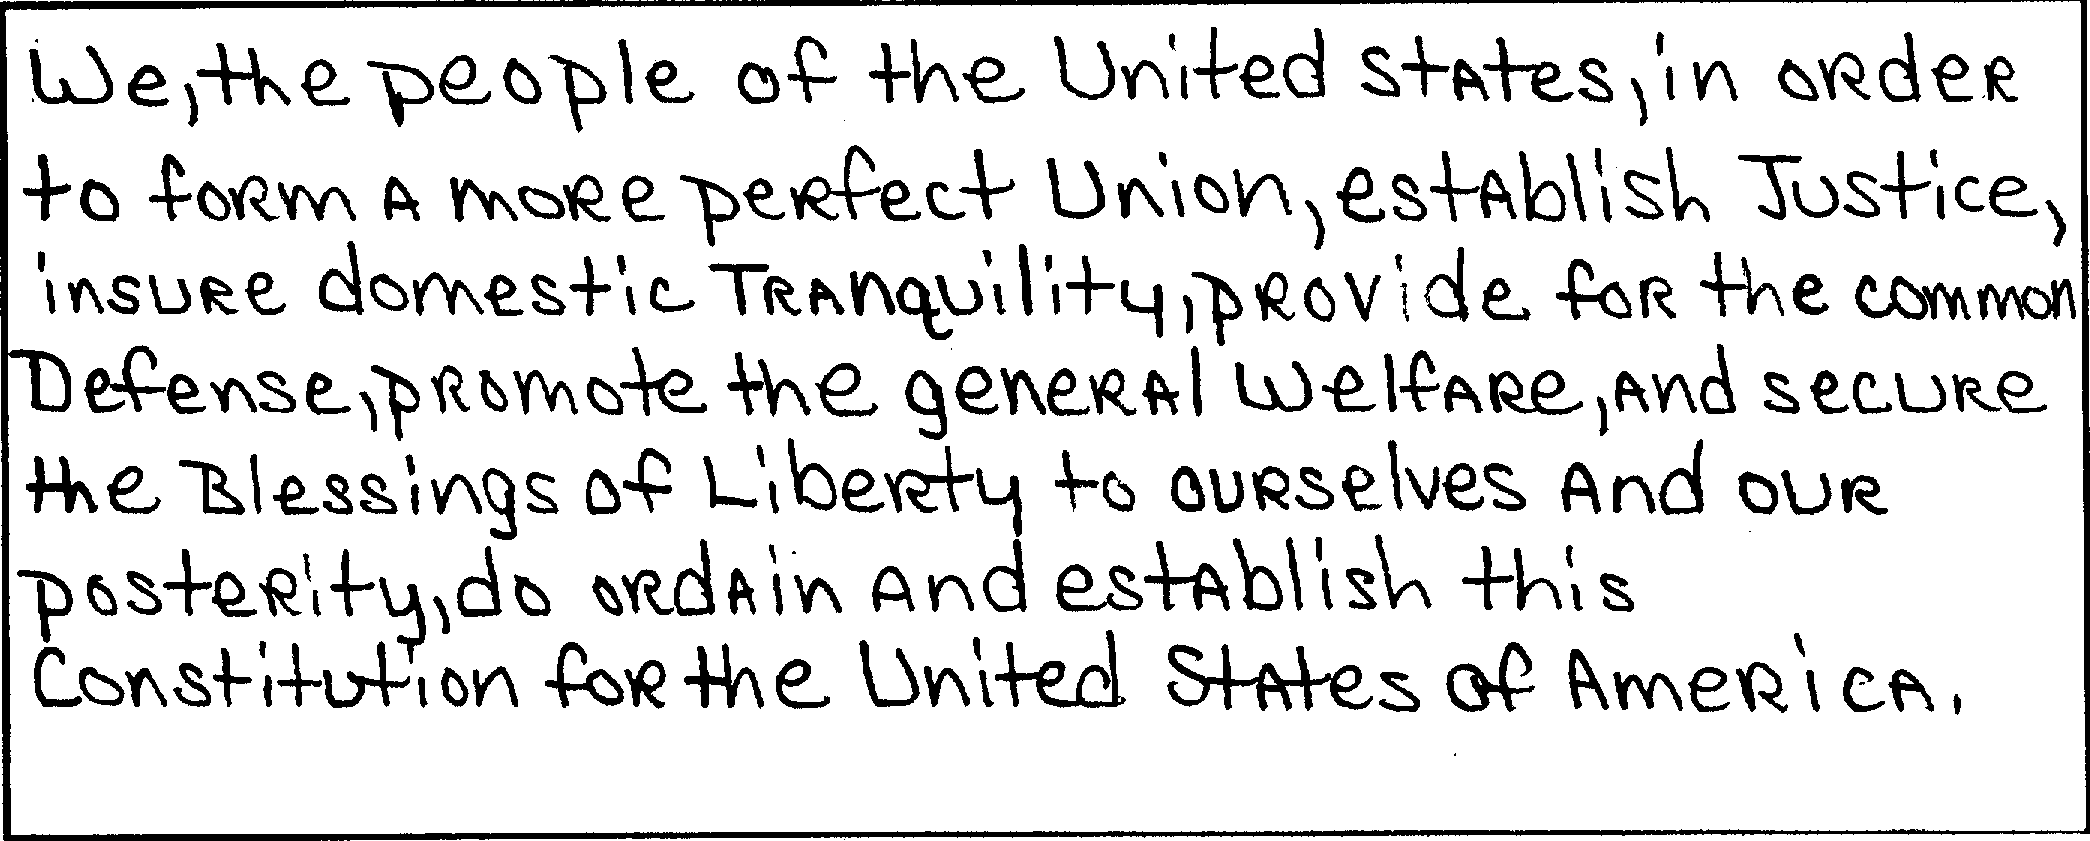 We, the people of the United States, in order
to form a more perfect Union, establish Justice,
insure domestic Tranquility, provide for the common
Defense, promote the general Welfare, and secure
the Blessings of Liberty to ourselves and our
posterity, do ordain and establish this
Constitution for the United States of America.